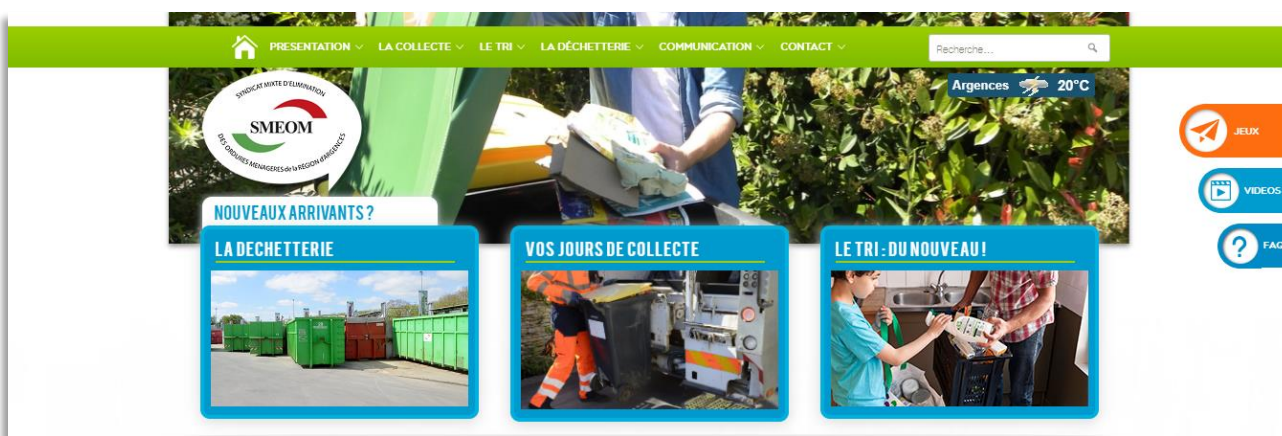 PRESENTATION
LA COLLECTE
LE TRI
LA DÉCHETTERIE
COMMUNICATION
CONTACT
Recherche...
Argences 20°C
SYNDICAT MIXTE D'ELIMINATION
SMEOM
DES ORDURES MENAGERES de la REGION d'ARGENCES
JEUX
VIDEOS
FAQ
NOUVEAUX ARRIVANTS ?
LA DECHETTERIE
VOS JOURS DE COLLECTE
LE TRI : DU NOUVEAU !